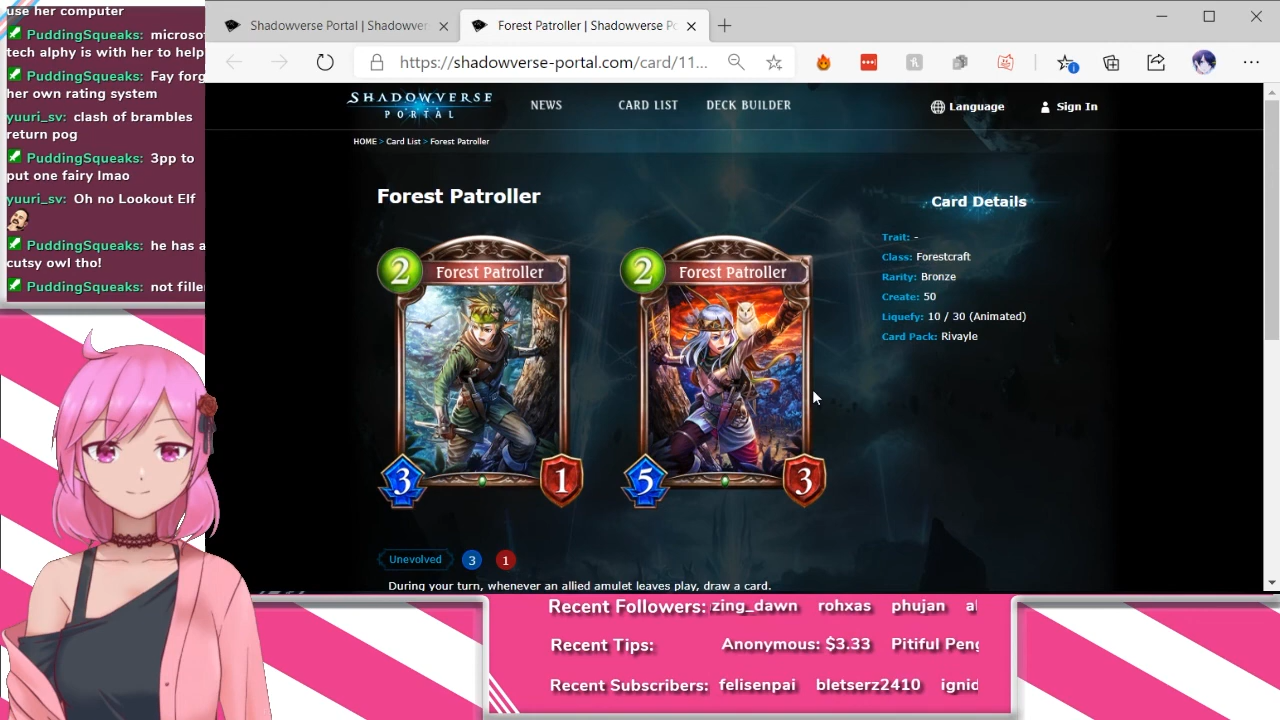 use her computer
PuddingSqueaks: microsof
tech alphy is with her to help
PuddingSqueaks: Fay forg
her own rating system
yuuri_sv: clash of brambles
return pog
PuddingSqueaks: 3pp to
put one fairy lmao
yuuri_sv: Oh no Lookout Elf
PuddingSqueaks: he has a
cutsy owl tho!
PuddingSqueaks: not fille
Shadowverse Portal | Shadowver
Forest Patroller | Shadowverse Po
https://shadowverse-portal.com/card/11...
SHADOWVERSE
PORTAL
NEWS
CARD LIST
DECK BUILDER
Language
Sign In
HOME > Card List > Forest Patroller
Forest Patroller
2
Forest Patroller
3
1
2
Forest Patroller
5
3
Card Details
Trait: -
Class: Forestcraft
Rarity: Bronze
Create: 50
Liquefy: 10 / 30 (Animated)
Card Pack: Rivayle
Unevolved 3 1
During your turn, whenever an allied amulet leaves play, draw a card.
Recent Followers: zing_dawn rohxas phujan al
Recent Tips: Anonymous: $3.33 Pitiful Peng
Recent Subscribers: felisenpai bletserz2410 ignid